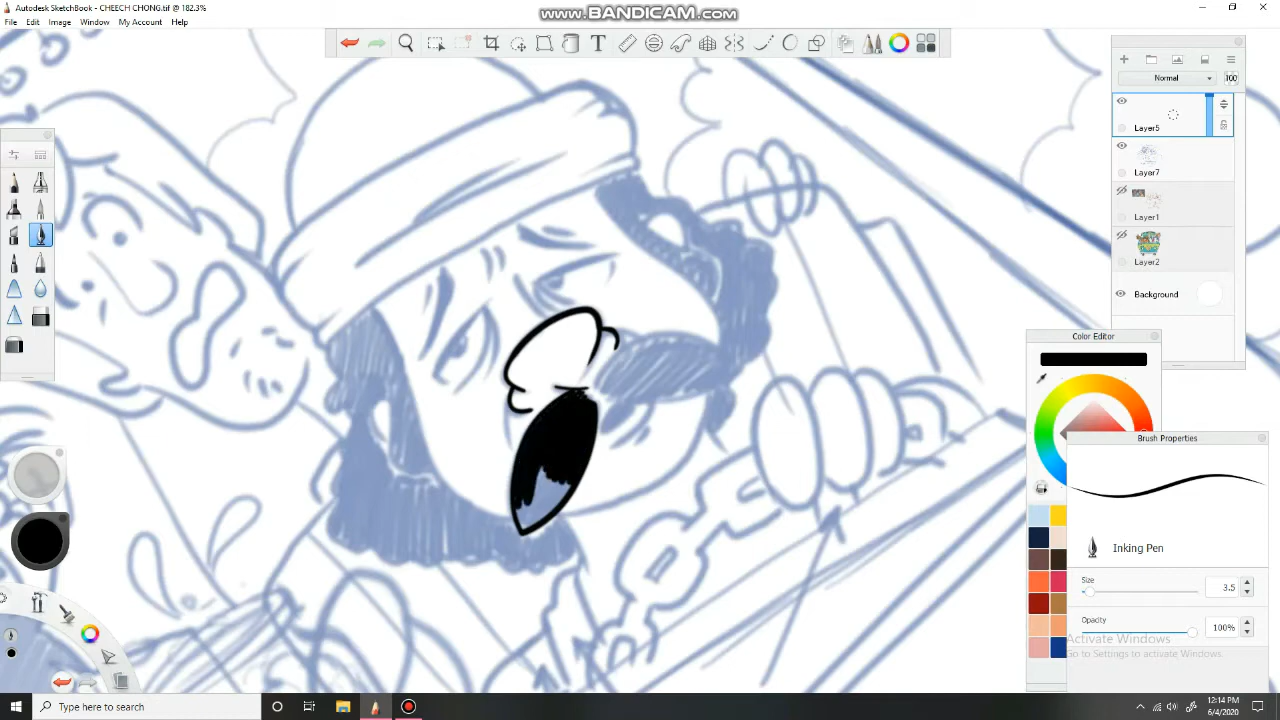 Autodesk SketchBook - CHEECH CHONG.tif @ 182.3%
www.BANDICAM.com
File Edit Image Window My Account Help
T
Normal
100
Layer5
Layer7
Layer1
Layer2
Background
Color Editor
Brush Properties
Inking Pen
Size
3.5
Opacity
100%
Activate Windows
Go to Settings to activate Windows.
Type here to search
12:14 PM
6/4/2020